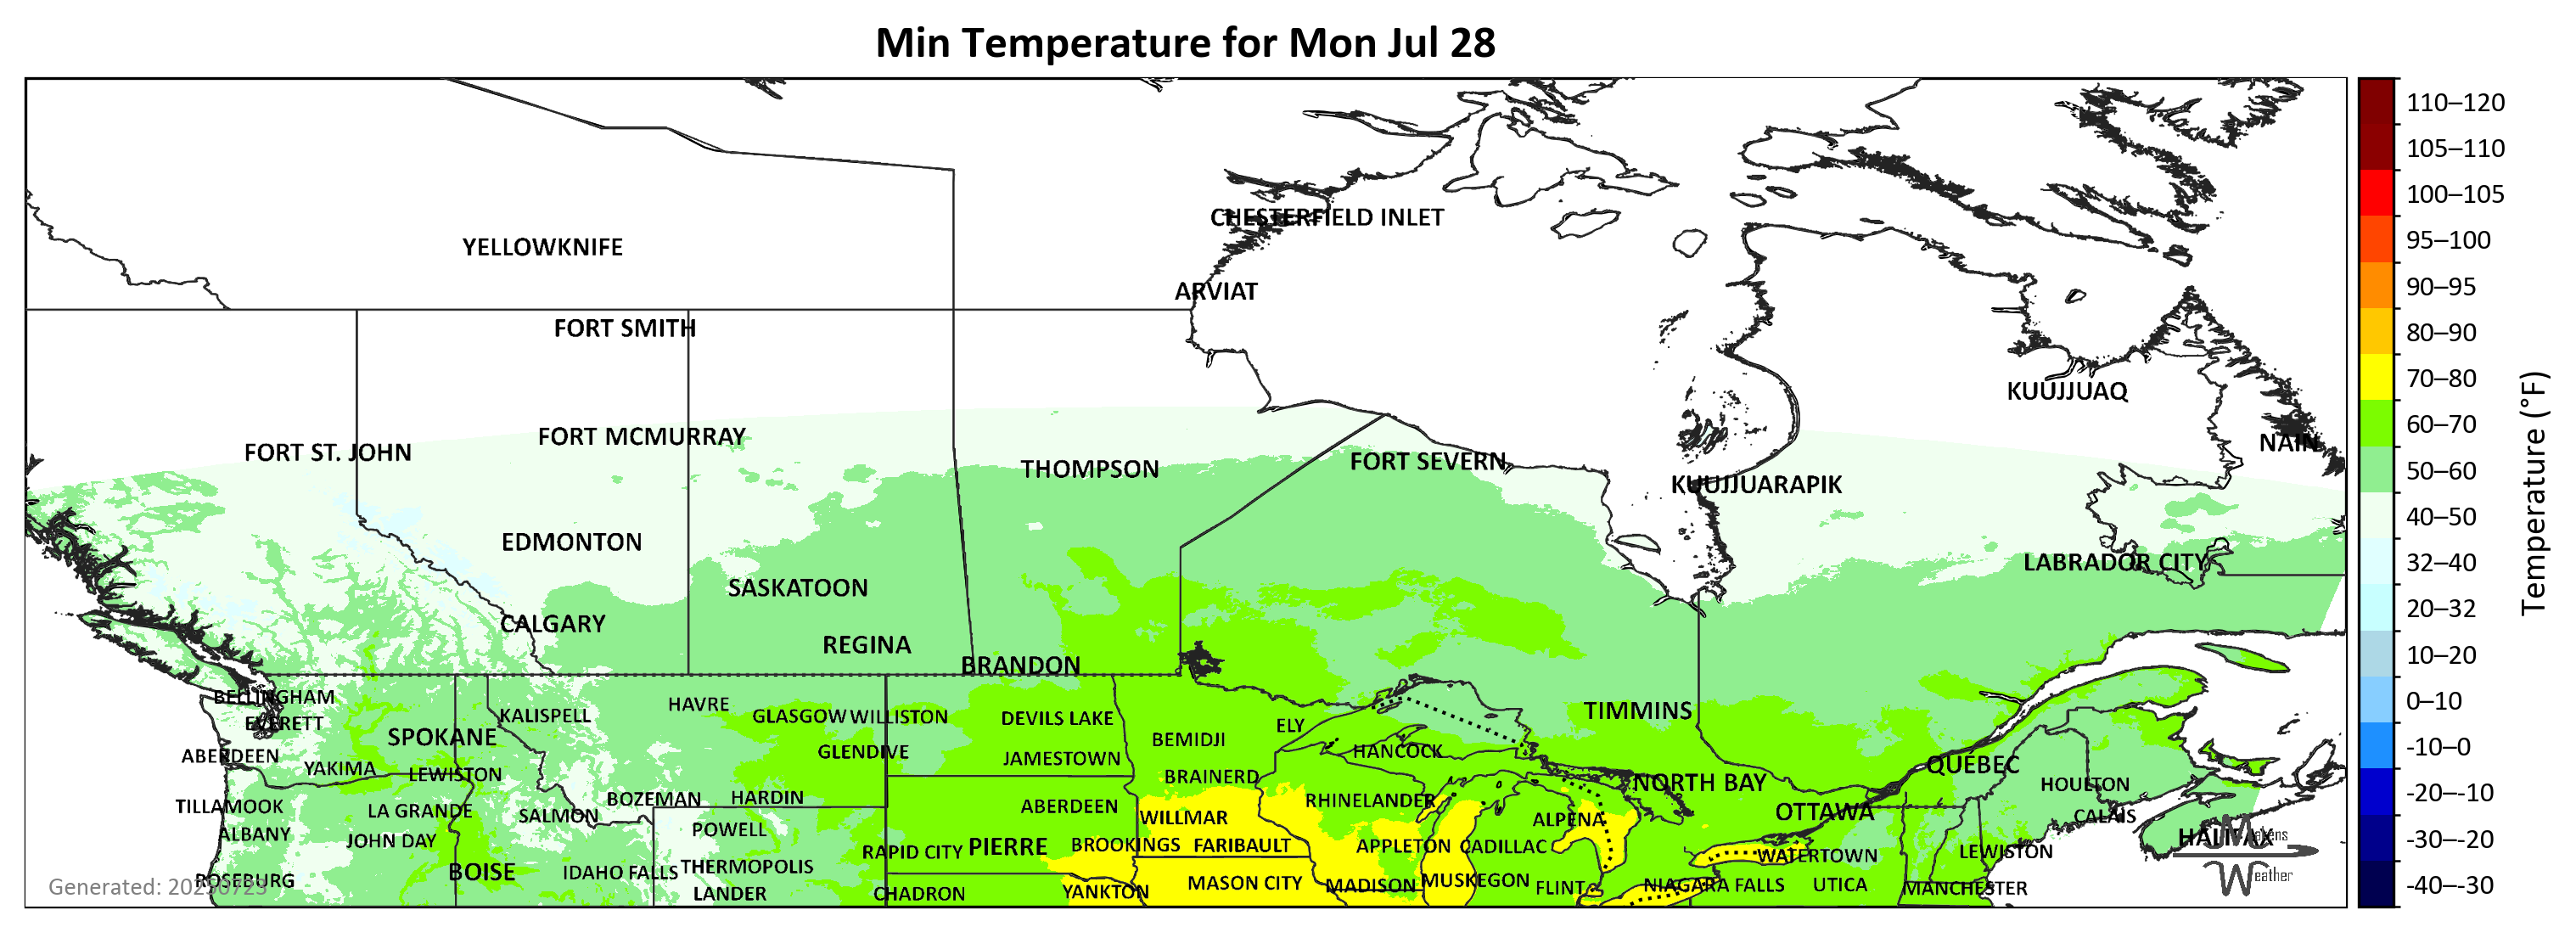 Min Temperature for Mon Jul 28
CHESTERFIELD INLET
YELLOWKNIFE
ARVIAT
FORT SMITH
KUUJJUAQ
FORT MCMURRAY
NAIN
FORT ST. JOHN
FORT SEVERN
THOMPSON
KUUJJUARAPIK
EDMONTON
LABRADOR CITY
SASKATOON
CALGARY
REGINA
BRANDON
BELLINGHAM
HAVRE
TIMMINS
KALISPELL
GLASGOW
WILLISTON
DEVILS LAKE
EVERETT
ELY
SPOKANE
BEMIDJI
GLENDIVE
HANCOCK
ABERDEEN
JAMESTOWN
QUEBEC
YAKIMA
LEWISTON
BRAINERD
NORTH BAY
HOULTON
BOZEMAN
HARDIN
RHINELANDER
TILLAMOOK
ABERDEEN
LA GRANDE
OTTAWA
SALMON
WILLMAR
CALAIS
ALPENA
POWELL
ALBANY
HALIFAX
JOHN DAY
BROOKINGS
FARIBAULT
APPLETON
CADILLAC
PIERRE
RAPID CITY
LEWISTON
WATERTOWN
THERMOPOLIS
IDAHO FALLS
BOISE
ROSEBURG
MUSKEGON
MASON CITY
MADISON
NIAGARA FALLS
UTICA
FLINT
MANCHESTER
YANKTON
LANDER
CHADRON
Generated: 20250723
Makens
Weather
110–120
105–110
100–105
95–100
90–95
80–90
70–80
60–70
50–60
40–50
32–40
20–32
10–20
0–10
-10–0
-20–-10
-30–-20
-40–-30
Temperature (°F)